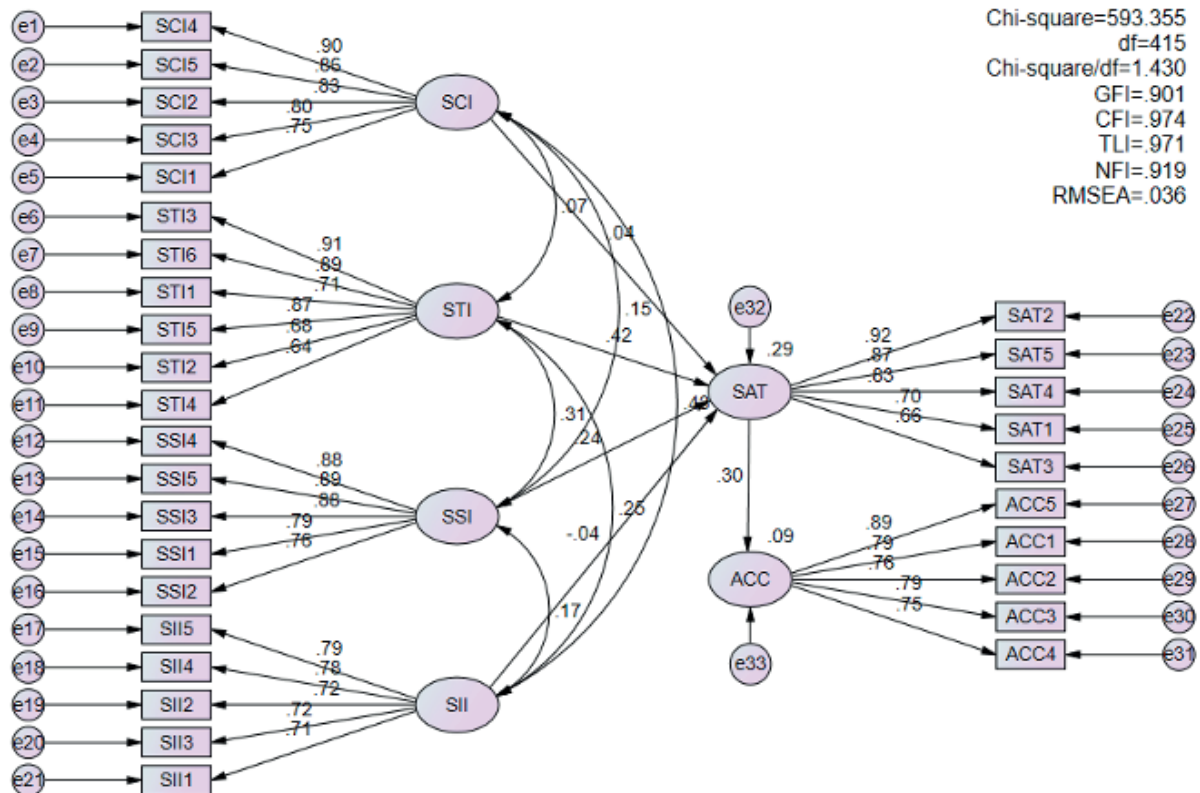 Chi-square=593.355
df=415
Chi-square/df=1.430
GFI=.901
CFI=.974
TLI=.971
NFI=.919
RMSEA=.036
e1
SCI4
.90
e2
SCI5
.86
e3
SCI2
.83
e4
SCI3
.80
e5
SCI1
.75
SCI
e6
STI3
.91
e7
STI6
.89
e8
STI1
.71
e9
STI5
.87
e10
STI2
.68
e11
STI4
.64
STI
e12
SSI4
.88
e13
SSI5
.89
e14
SSI3
.88
e15
SSI1
.79
e16
SSI2
.76
SSI
e17
SII5
.79
e18
SII4
.78
e19
SII2
.72
e20
SII3
.72
e21
SII1
.71
SII
.07
.04
.15
.42
.31
.24
.25
-.04
.17
e32
.29
SAT
.30
.09
ACC
e33
.92
SAT2
e22
.87
SAT5
e23
.83
SAT4
e24
.70
SAT1
e25
.66
SAT3
e26
.89
ACC5
e27
.79
ACC1
e28
.76
ACC2
e29
.79
ACC3
e30
.75
ACC4
e31